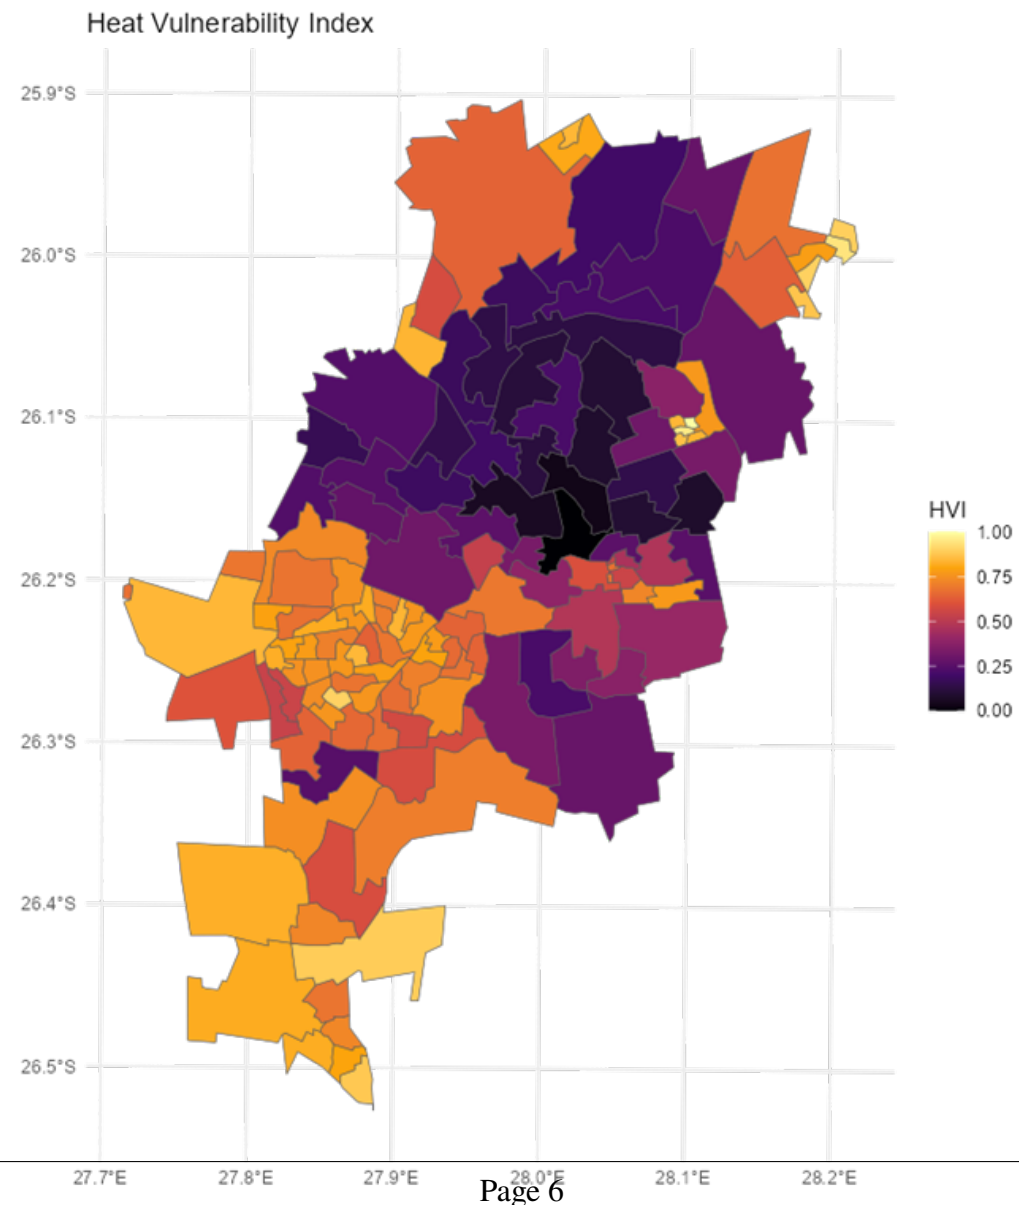 Heat Vulnerability Index
25.9°S
26.0°S
26.1°S
26.2°S
26.3°S
26.4°S
26.5°S
HVI
1.00
0.75
0.50
0.25
0.00
27.7°E 27.8°E 27.9°E 28.0°E 28.1°E 28.2°E
Page 6